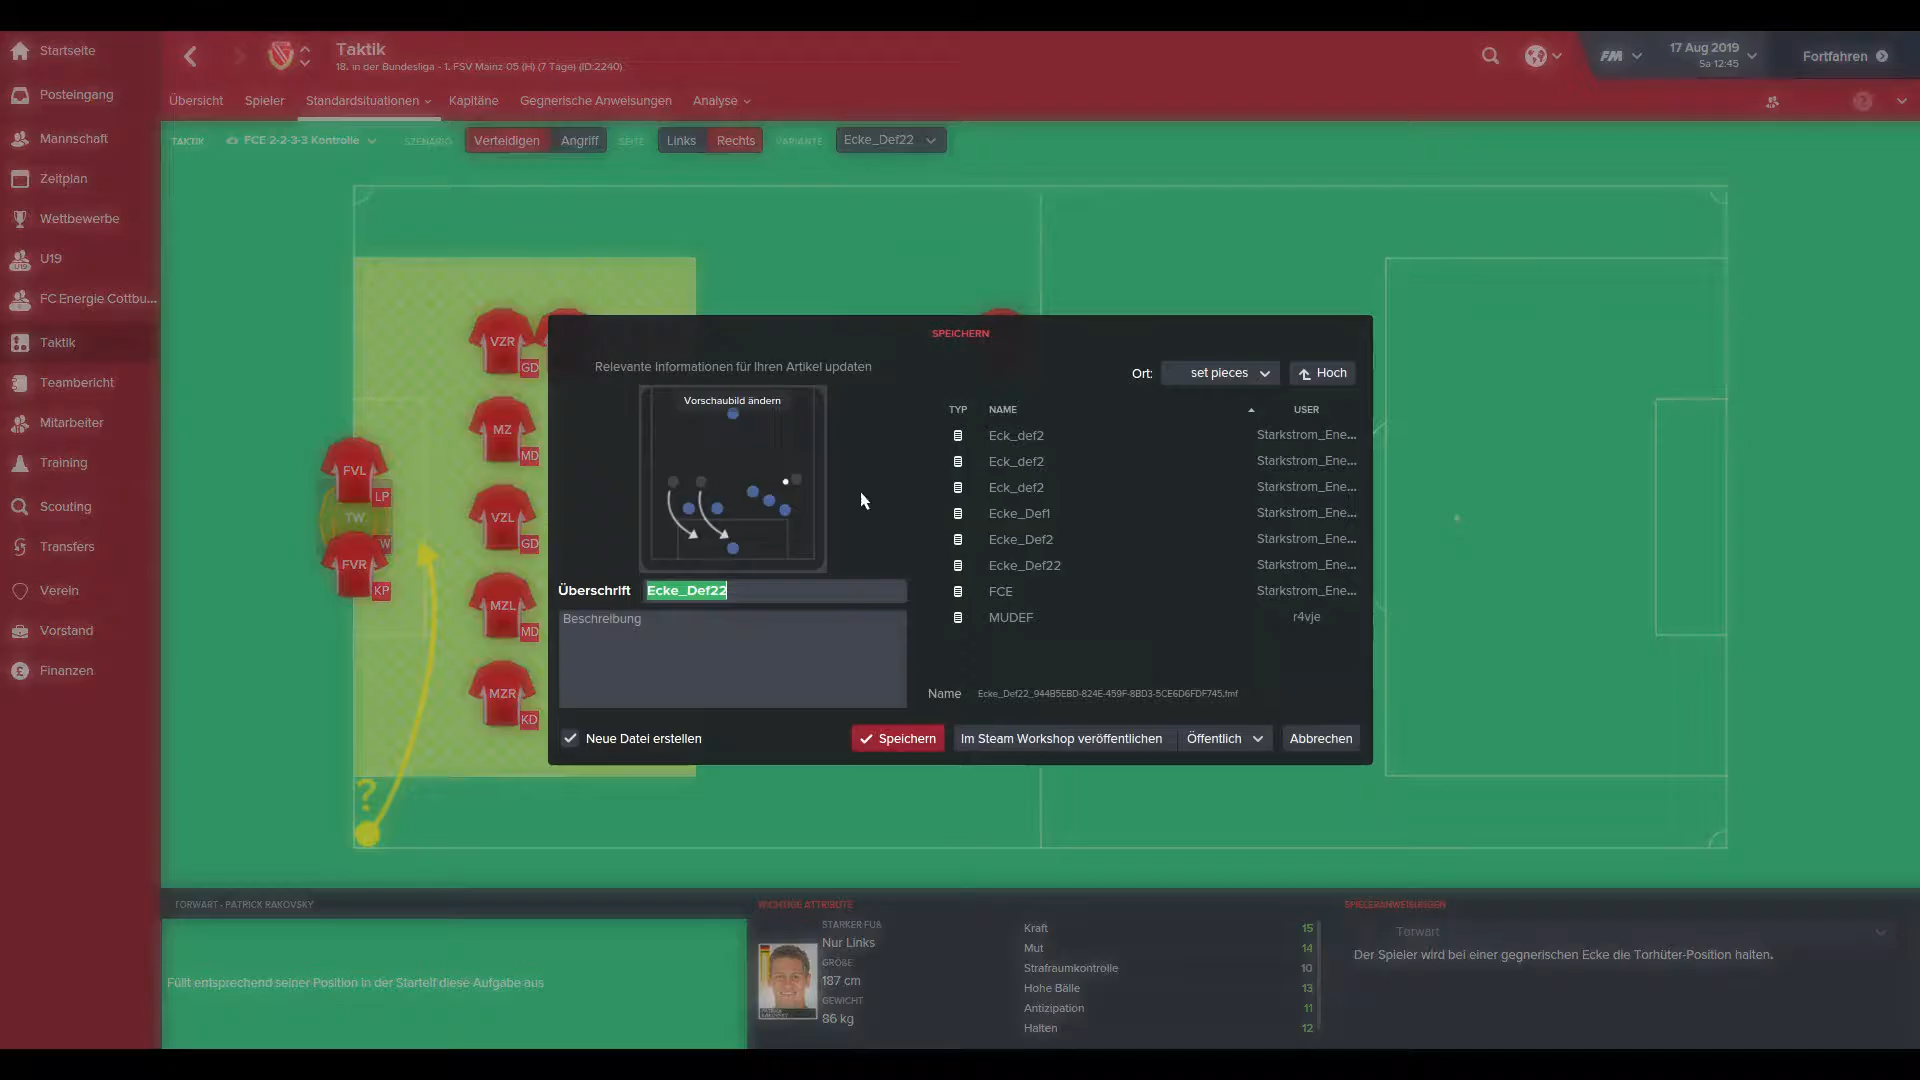 Startseite
Posteingang
Mannschaft
Zeitplan
Wettbewerbe
U19
U19
FC Energie Cottbu...
Taktik
Teambericht
Mitarbeiter
Training
Scouting
Transfers
Verein
Vorstand
Finanzen
Taktik
18. in der Bundesliga - 1. FSV Mainz 05 (H) (7 Tage) (ID:2240)
FM
17 Aug 2019
Sa 12:45
Fortfahren
Übersicht
Spieler
Standardsituationen
Kapitäne
Gegnerische Anweisungen
Analyse
TAKTIK
FCE 2-2-3-3 Kontrolle
SZENARIO
Verteidigen
Angriff
SEITE
Links
Rechts
VARIANTE
Ecke_Def22
VZR
GD
MZ
MD
FVL
LP
TW
VZL
GD
FVR
KP
MZL
MD
MZR
KD
?
SPEICHERN
Relevante Informationen für Ihren Artikel updaten
Vorschaubild ändern
Überschrift
Ecke_Def22
Beschreibung
Neue Datei erstellen
Ort:
set pieces
Hoch
TYP NAME USER
Eck_def2 Starkstrom_Ene...
Eck_def2 Starkstrom_Ene...
Eck_def2 Starkstrom_Ene...
Ecke_Def1 Starkstrom_Ene...
Ecke_Def2 Starkstrom_Ene...
Ecke_Def22 Starkstrom_Ene...
FCE Starkstrom_Ene...
MUDEF r4vje
Name Ecke_Def22_944B5EBD-824E-459F-8BD3-5CE6D6FDF745.fmf
Speichern
Im Steam Workshop veröffentlichen
Öffentlich
Abbrechen
TORWART - PATRICK RAKOVSKY
Füllt entsprechend seiner Position in der Startelf diese Aufgabe aus
WICHTIGE ATTRIBUTE
STARKER FUß
Nur Links
GRÖßE
187 cm
GEWICHT
86 kg
Kraft 15
Mut 14
Strafraumkontrolle 10
Hohe Bälle 13
Antizipation 11
Halten 12
SPIELERANWEISUNGEN
Torwart
Der Spieler wird bei einer gegnerischen Ecke die Torhüter-Position halten.